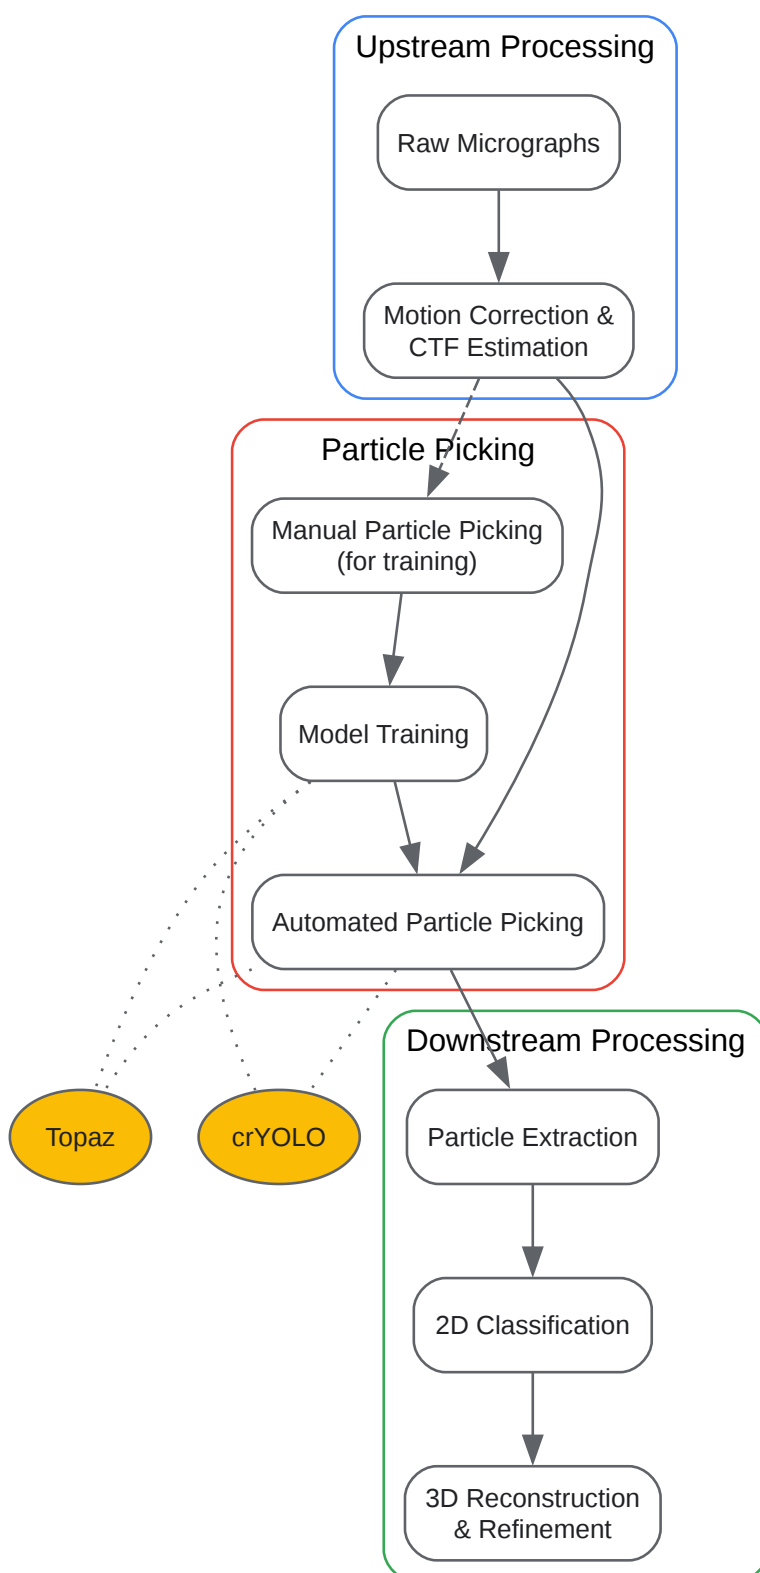 Upstream Processing
Raw Micrographs
Motion Correction &
CTF Estimation
Particle Picking
Manual Particle Picking
(for training)
Model Training
Automated Particle Picking
Downstream Processing
Topaz
crYOLO
Particle Extraction
2D Classification
3D Reconstruction
& Refinement